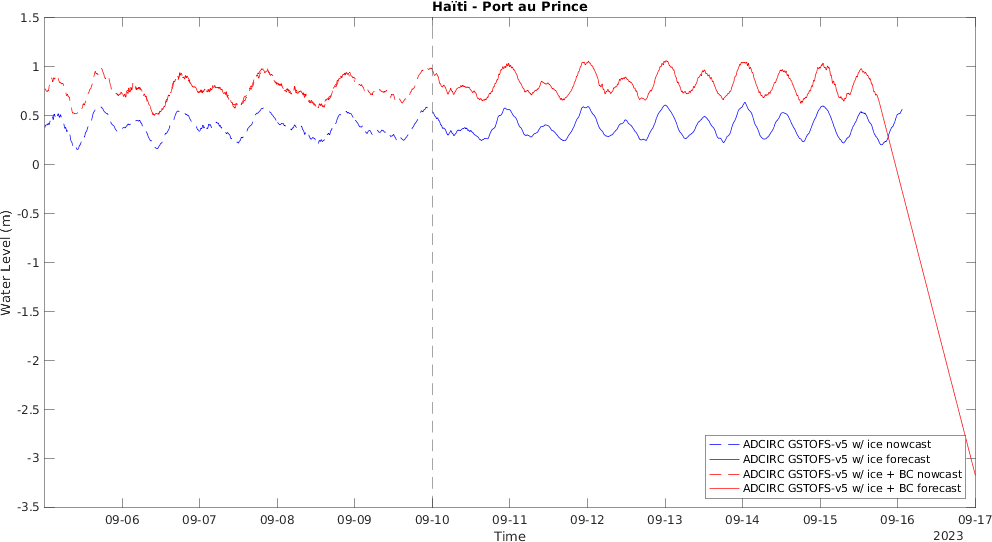 Haïti - Port au Prince
1.5
1
0.5
0
-0.5
-1
-1.5
-2
-2.5
-3
-3.5
Water Level (m)
ADCIRC GSTOFS-v5 w/ ice nowcast
ADCIRC GSTOFS-v5 w/ ice forecast
ADCIRC GSTOFS-v5 w/ ice + BC nowcast
ADCIRC GSTOFS-v5 w/ ice + BC forecast
09-06 09-07 09-08 09-09 09-10 09-11 09-12 09-13 09-14 09-15 09-16 09-17
Time
2023